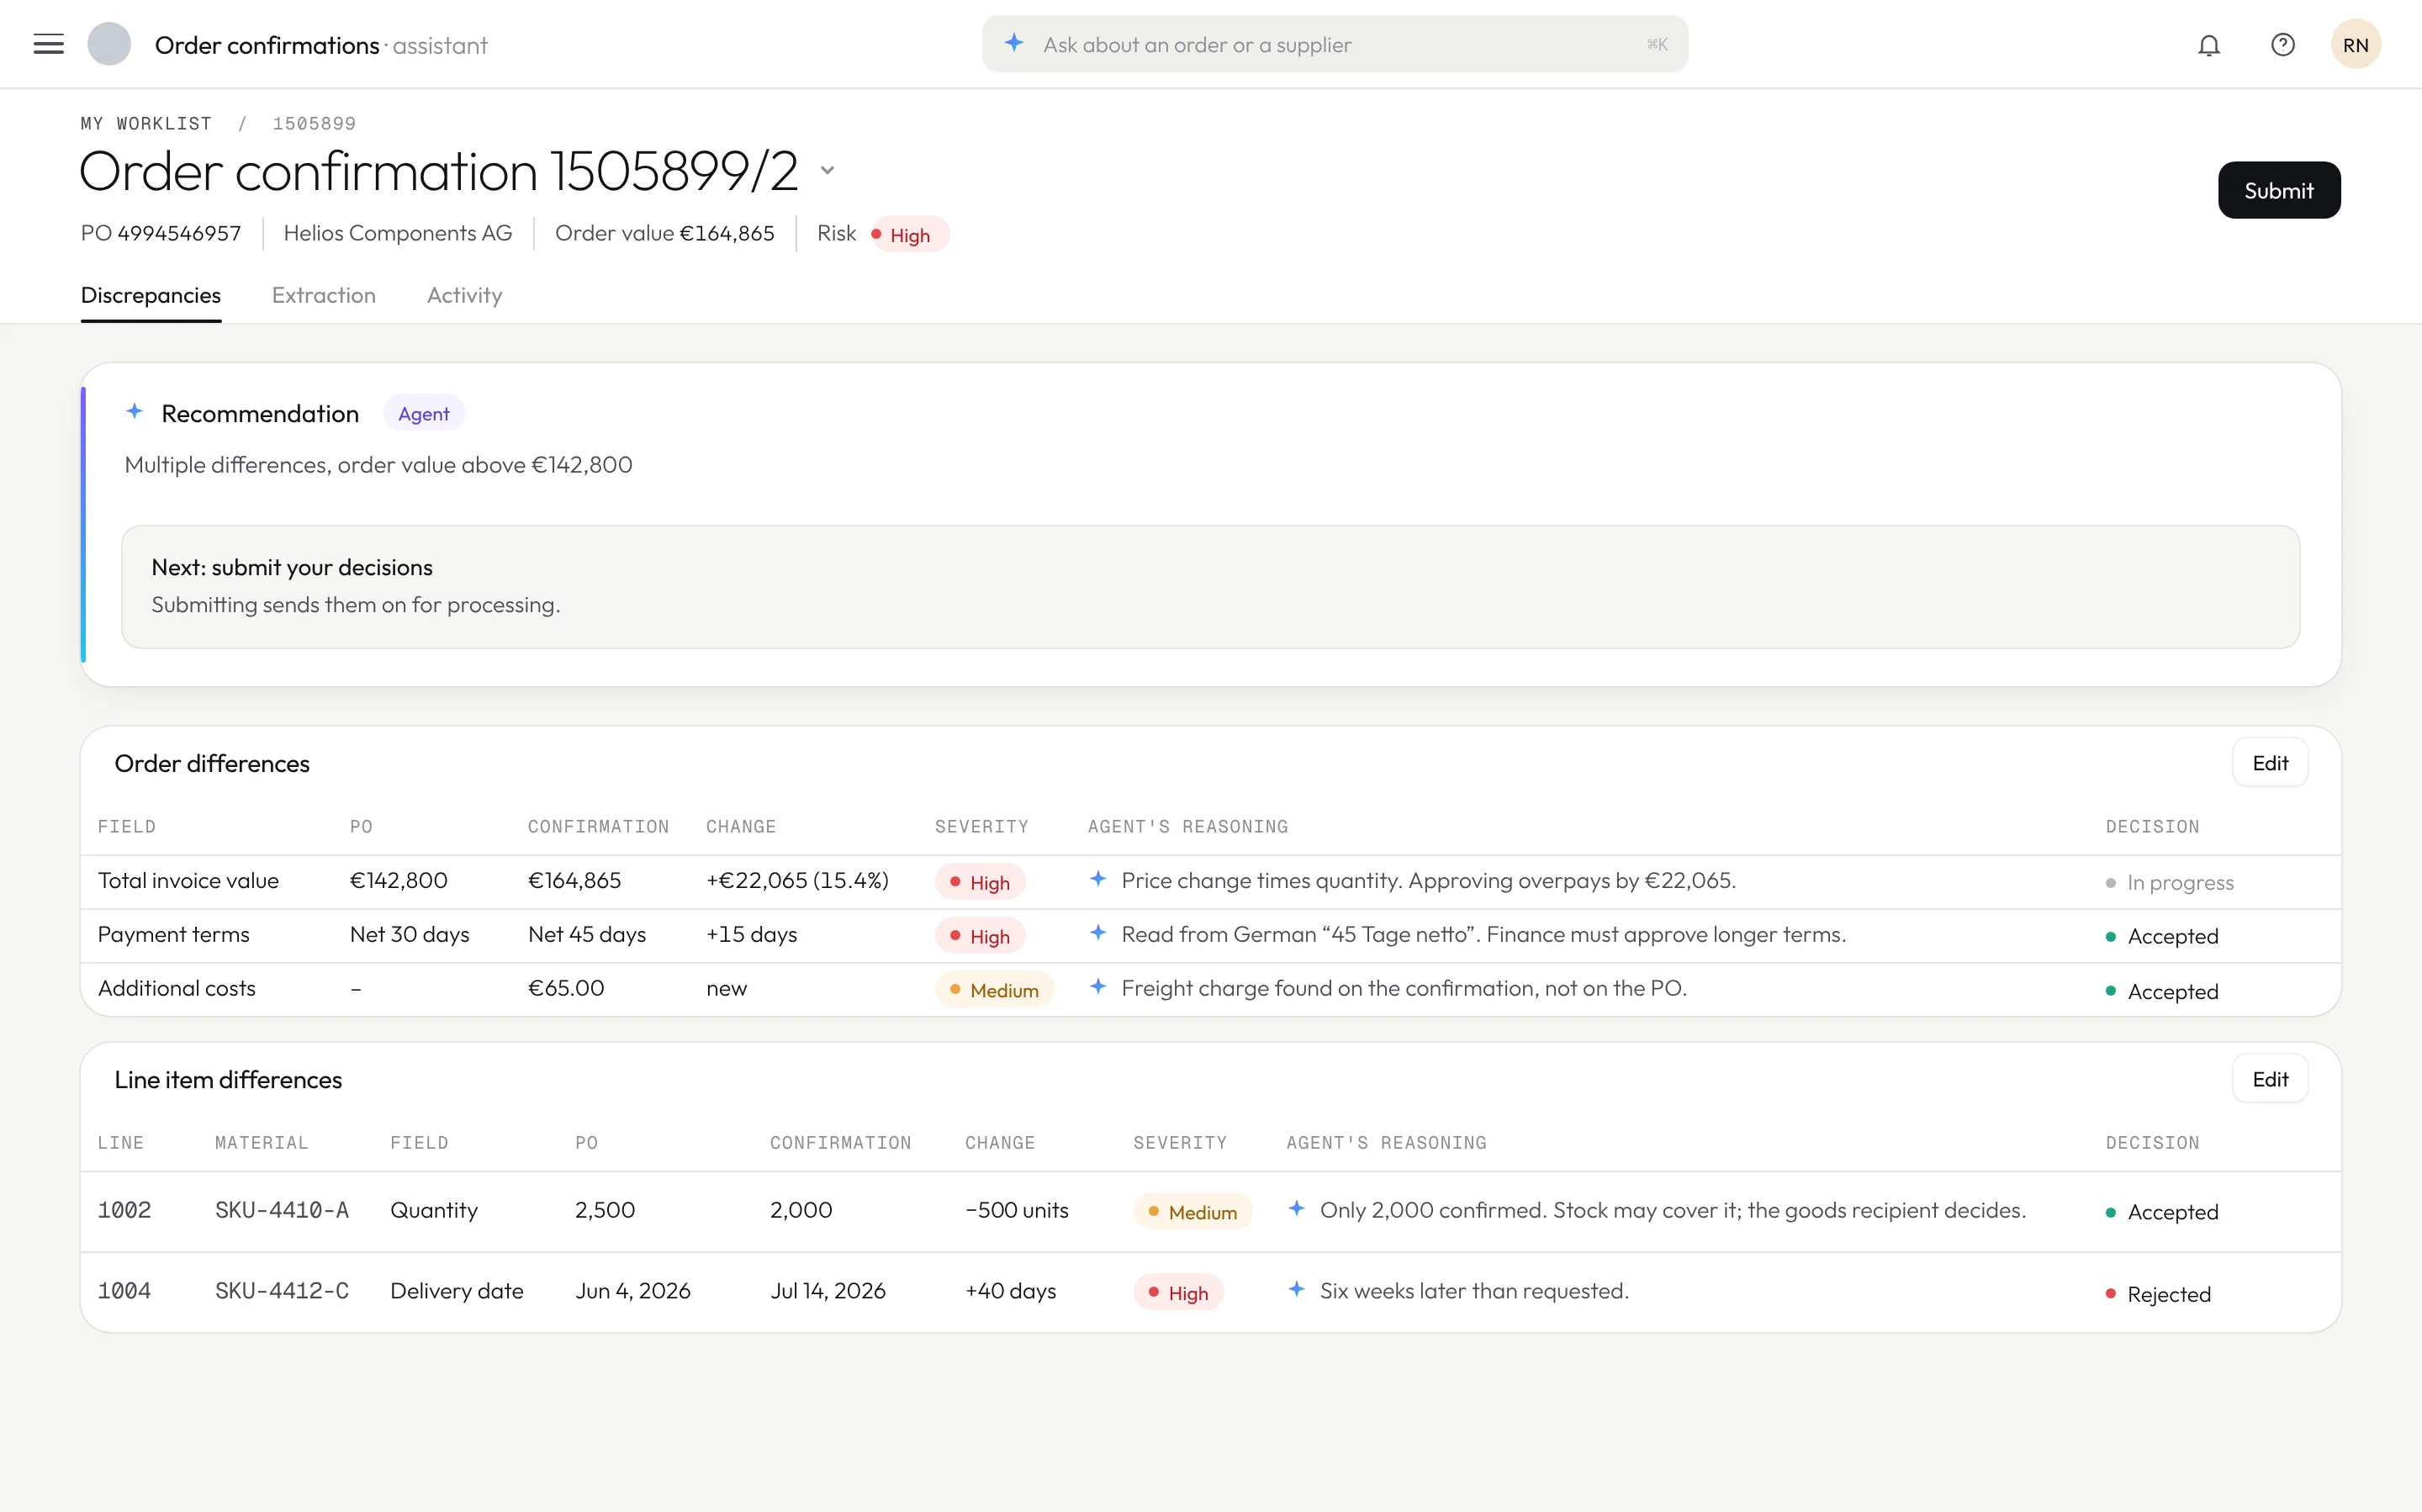 Order confirmations · assistant
Ask about an order or a supplier ⌘K
RN
MY WORKLIST / 1505899
Order confirmation 1505899/2
Submit
PO 4994546957 Helios Components AG Order value €164,865 Risk High
Discrepancies Extraction Activity
Recommendation Agent
Multiple differences, order value above €142,800
Next: submit your decisions
Submitting sends them on for processing.
Order differences Edit
FIELD PO CONFIRMATION CHANGE SEVERITY AGENT'S REASONING DECISION
Total invoice value €142,800 €164,865 +€22,065 (15.4%) High Price change times quantity. Approving overpays by €22,065. In progress
Payment terms Net 30 days Net 45 days +15 days High Read from German “45 Tage netto”. Finance must approve longer terms. Accepted
Additional costs – €65.00 new Medium Freight charge found on the confirmation, not on the PO. Accepted
Line item differences Edit
LINE MATERIAL FIELD PO CONFIRMATION CHANGE SEVERITY AGENT'S REASONING DECISION
1002 SKU-4410-A Quantity 2,500 2,000 −500 units Medium Only 2,000 confirmed. Stock may cover it; the goods recipient decides. Accepted
1004 SKU-4412-C Delivery date Jun 4, 2026 Jul 14, 2026 +40 days High Six weeks later than requested. Rejected